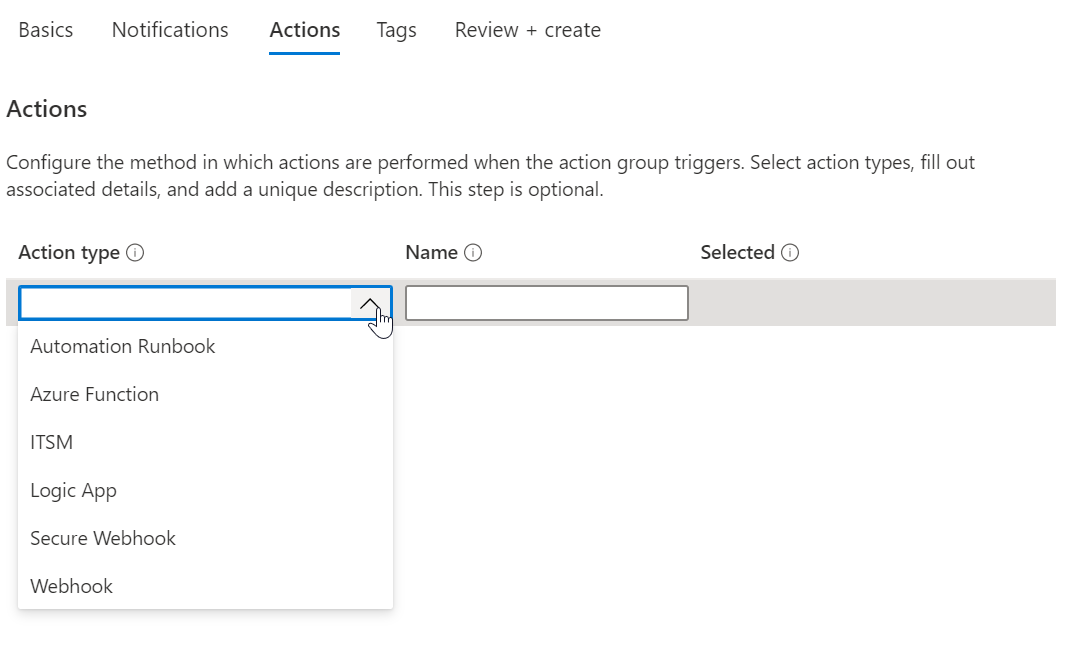 Basics Notifications Actions Tags Review + create
Actions
Configure the method in which actions are performed when the action group triggers. Select action types, fill out
associated details, and add a unique description. This step is optional.
Action type Name Selected
Automation Runbook
Azure Function
ITSM
Logic App
Secure Webhook
Webhook